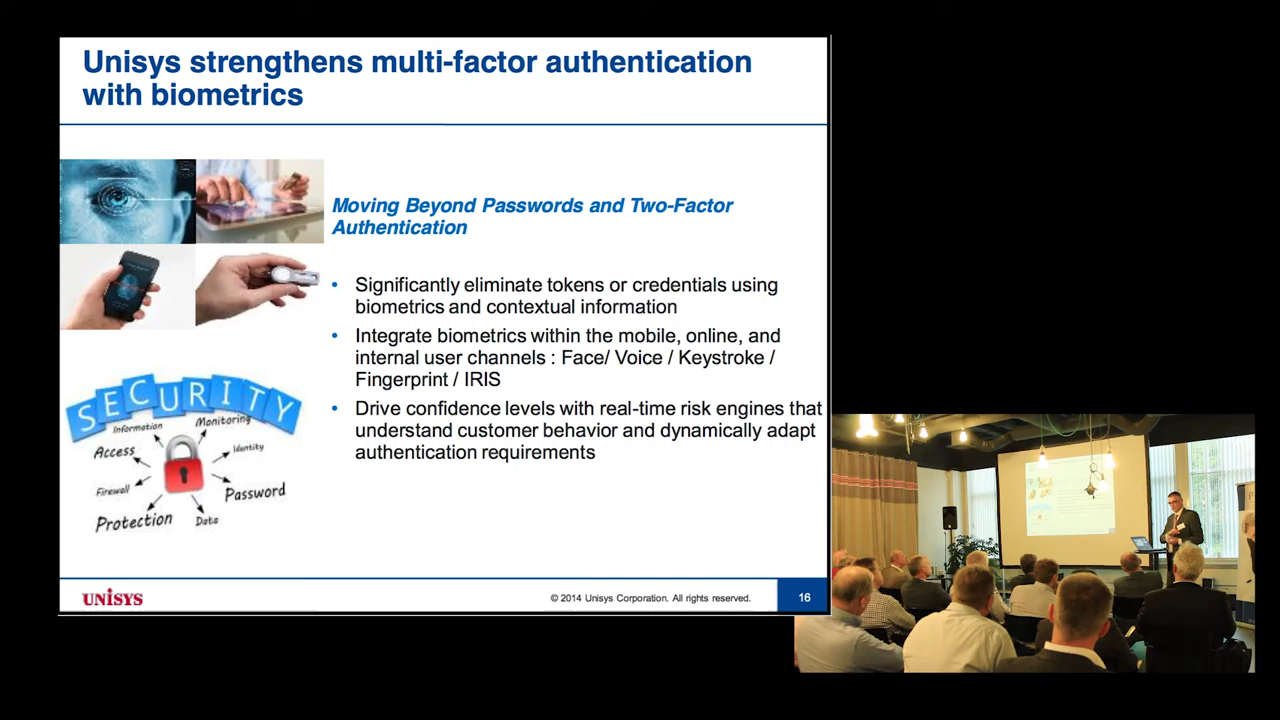 Unisys strengthens multi-factor authentication
with biometrics
Moving Beyond Passwords and Two-Factor
Authentication
• Significantly eliminate tokens or credentials using
biometrics and contextual information
• Integrate biometrics within the mobile, online, and
internal user channels : Face/ Voice / Keystroke /
Fingerprint / IRIS
• Drive confidence levels with real-time risk engines that
understand customer behavior and dynamically adapt
authentication requirements
SECURITY
Information
Monitoring
Access
Identity
Firewall
Password
Protection
Data
UNISYS
© 2014 Unisys Corporation. All rights reserved.
16